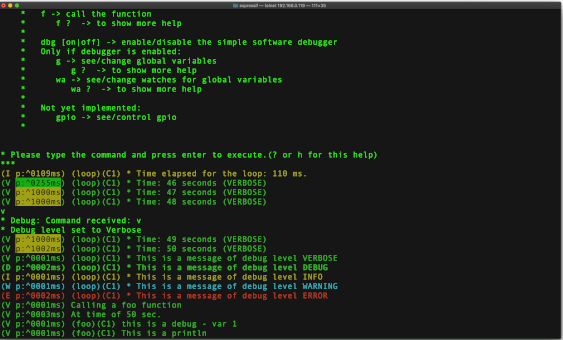 espressif — telnet 192.168.0.116 — 111×36
* f -> call the function
* f ? -> to show more help
*
* dbg [on|off] -> enable/disable the simple software debugger
* Only if debugger is enabled:
* g -> see/change global variables
* g ? -> to show more help
* wa -> see/change watches for global variables
* wa ? -> to show more help
*
* Not yet implemented:
* gpio -> see/control gpio
*
* Please type the command and press enter to execute.(? or h for this help)
***
(I p:^0109ms) (loop)(C1) * Time elapsed for the loop: 110 ms.
(V p:^0255ms) (loop)(C1) * Time: 46 seconds (VERBOSE)
(V p:^1000ms) (loop)(C1) * Time: 47 seconds (VERBOSE)
(V p:^1000ms) (loop)(C1) * Time: 48 seconds (VERBOSE)
v
* Debug: Command received: v
* Debug level set to Verbose
(V p:^1000ms) (loop)(C1) * Time: 49 seconds (VERBOSE)
(V p:^1002ms) (loop)(C1) * Time: 50 seconds (VERBOSE)
(V p:^0001ms) (loop)(C1) * This is a message of debug level VERBOSE
(D p:^0002ms) (loop)(C1) * This is a message of debug level DEBUG
(I p:^0001ms) (loop)(C1) * This is a message of debug level INFO
(W p:^0001ms) (loop)(C1) * This is a message of debug level WARNING
(E p:^0002ms) (loop)(C1) * This is a message of debug level ERROR
(V p:^0001ms) Calling a foo function
(V p:^0003ms) At time of 50 sec.
(V p:^0001ms) (foo)(C1) this is a debug - var 1
(V p:^0001ms) (foo)(C1) This is a println